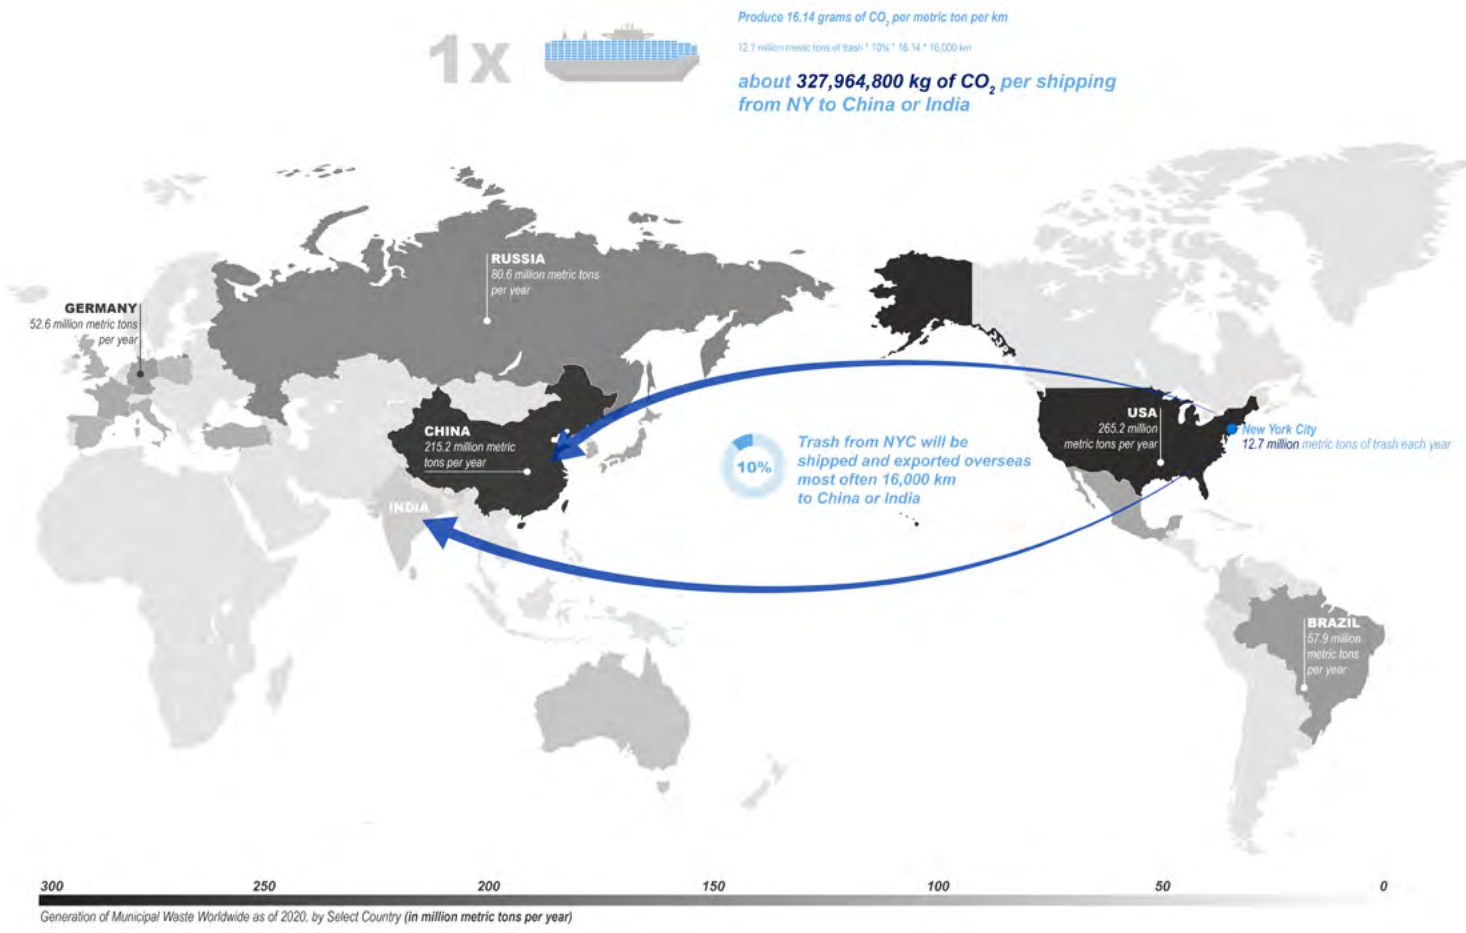 1x
Produce 16.14 grams of CO2 per metric ton per km
12.7 million metric tons of trash * 10% * 16.14 * 16,000 km
about 327,964,800 kg of CO2 per shipping
from NY to China or India
RUSSIA
80.6 million metric tons
per year
GERMANY
52.6 million metric tons
per year
CHINA
215.2 million metric
tons per year
INDIA
10%
Trash from NYC will be
shipped and exported overseas
most often 16,000 km
to China or India
USA
265.2 million
metric tons per year
New York City
12.7 million metric tons of trash each year
BRAZIL
57.9 million
metric tons
per year
300 250 200 150 100 50 0
Generation of Municipal Waste Worldwide as of 2020, by Select Country (in million metric tons per year)